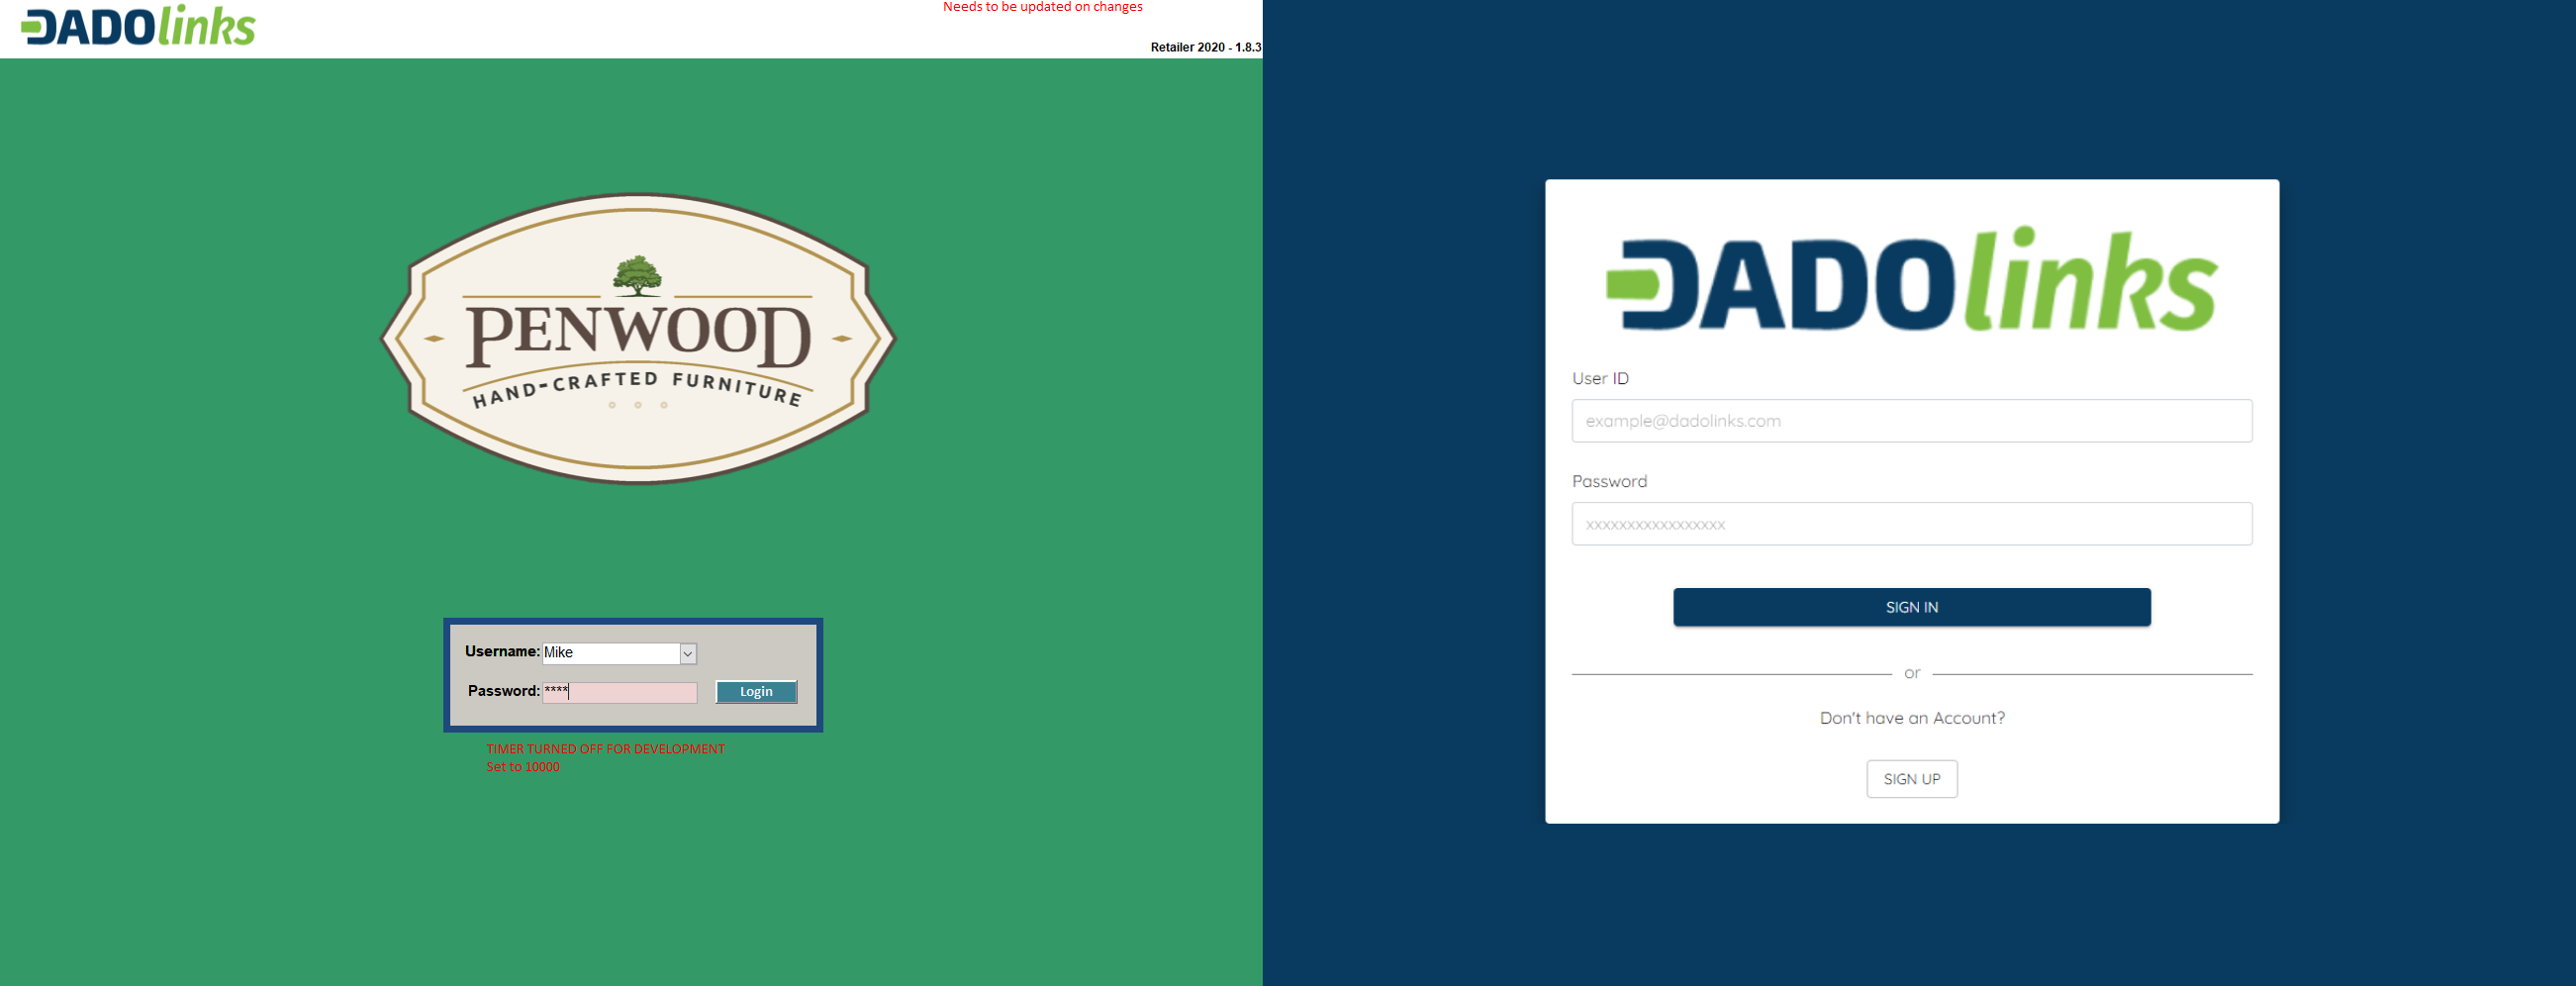 DADOlinks
Needs to be updated on changes
Retailer 2020 - 1.8.3
PENWOOD
HAND-CRAFTED FURNITURE
Username: Mike
Password: **** Login
TIMER TURNED OFF FOR DEVELOPMENT
Set to 10000
DADOlinks
User ID
example@dadolinks.com
Password
xxxxxxxxxxxxxxxxx
SIGN IN
or
Don't have an Account?
SIGN UP